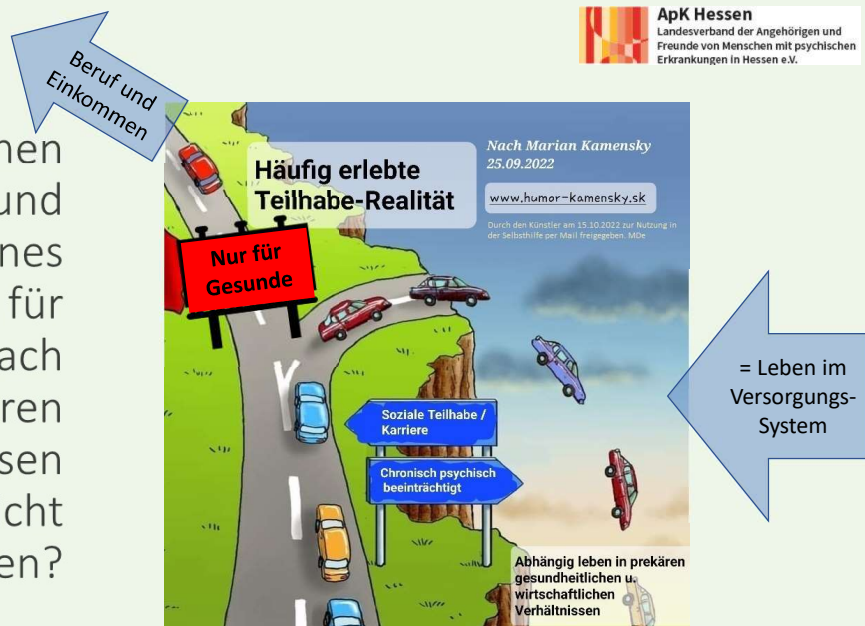 ApK Hessen
Landesverband der Angehörigen und
Freunde von Menschen mit psychischen
Erkrankungen in Hessen e.V.
Beruf und
Einkommen
nen
und
nes
für
ach
ren
sen
cht
en?
Häufig erlebte
Teilhabe-Realität
Nach Marian Kamensky
25.09.2022
www.humor-kamensky.sk
Durch den Künstler am 15.10.2022 zur Nutzung in
der Selbsthilfe per Mail freigegeben. MDe
Nur für
Gesunde
Soziale Teilhabe /
Karriere
Chronisch psychisch
beeinträchtigt
Abhängig leben in prekären
gesundheitlichen u.
wirtschaftlichen
Verhältnissen
= Leben im
Versorgungs-
System